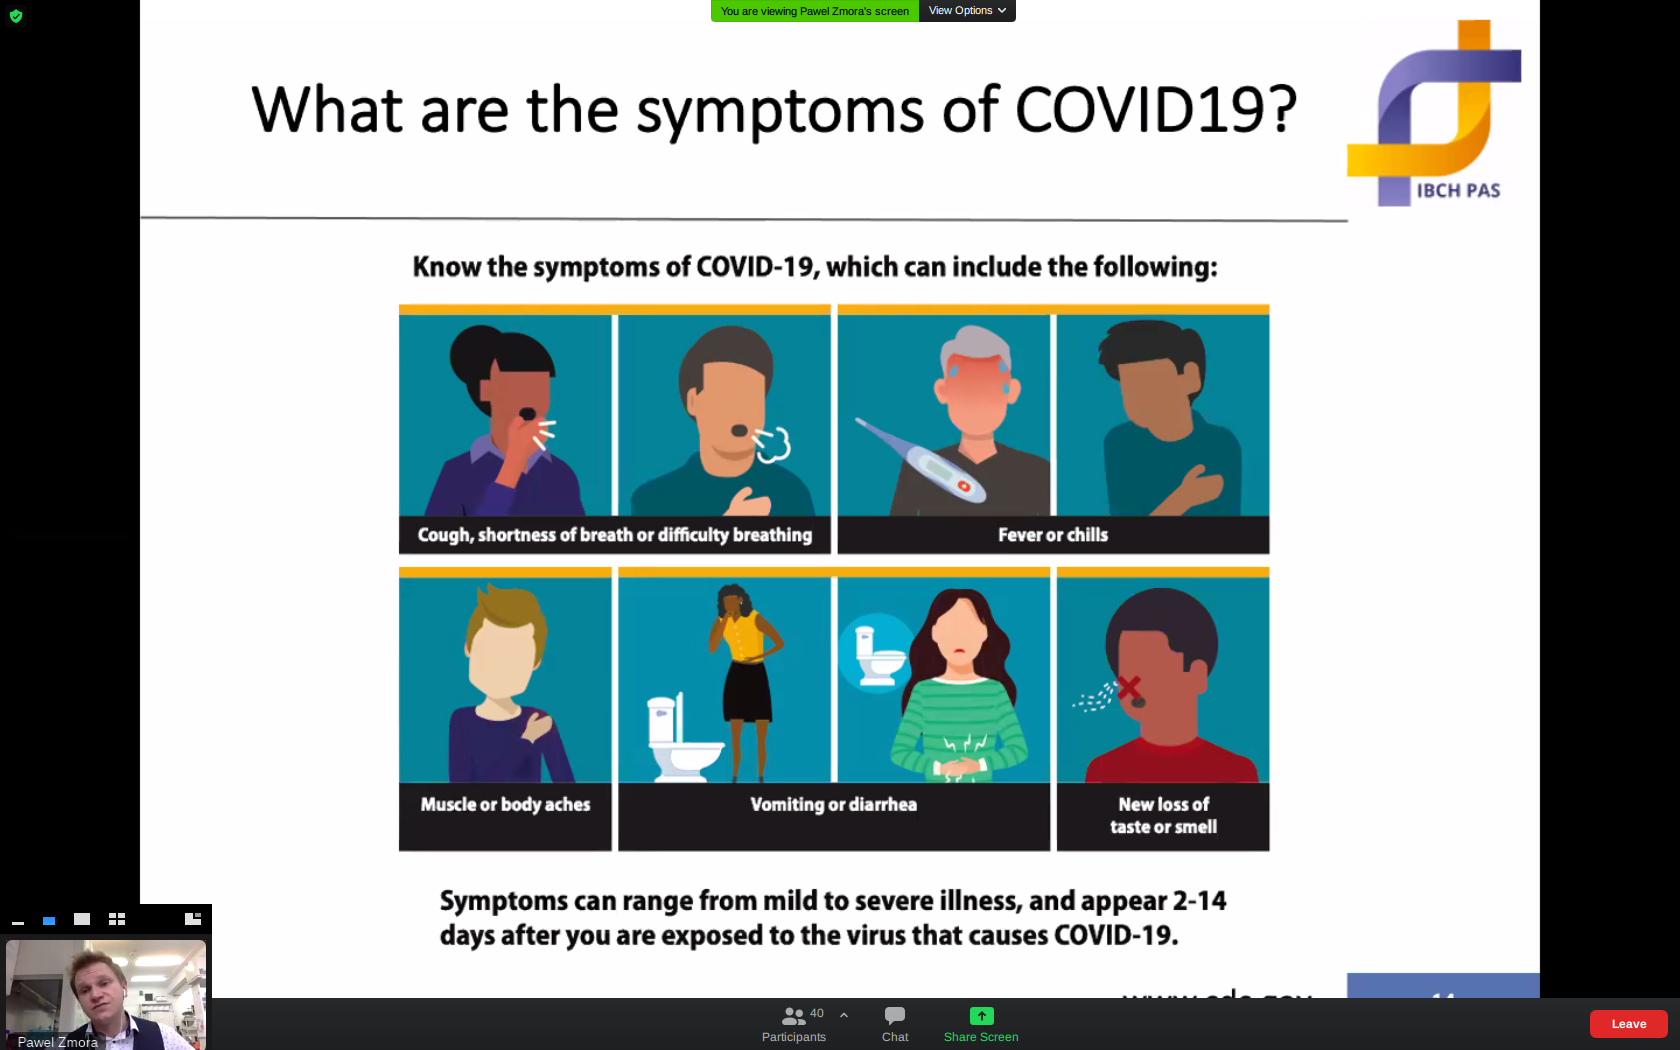 You are viewing Pawel Zmora's screen View Options
What are the symptoms of COVID19?
IBCH PAS
Know the symptoms of COVID-19, which can include the following:
Cough, shortness of breath or difficulty breathing
Fever or chills
Muscle or body aches
Vomiting or diarrhea
New loss of
taste or smell
Symptoms can range from mild to severe illness, and appear 2-14
days after you are exposed to the virus that causes COVID-19.
www.cdc.gov
Pawel Zmora
40
Participants
Chat
Share Screen
Leave